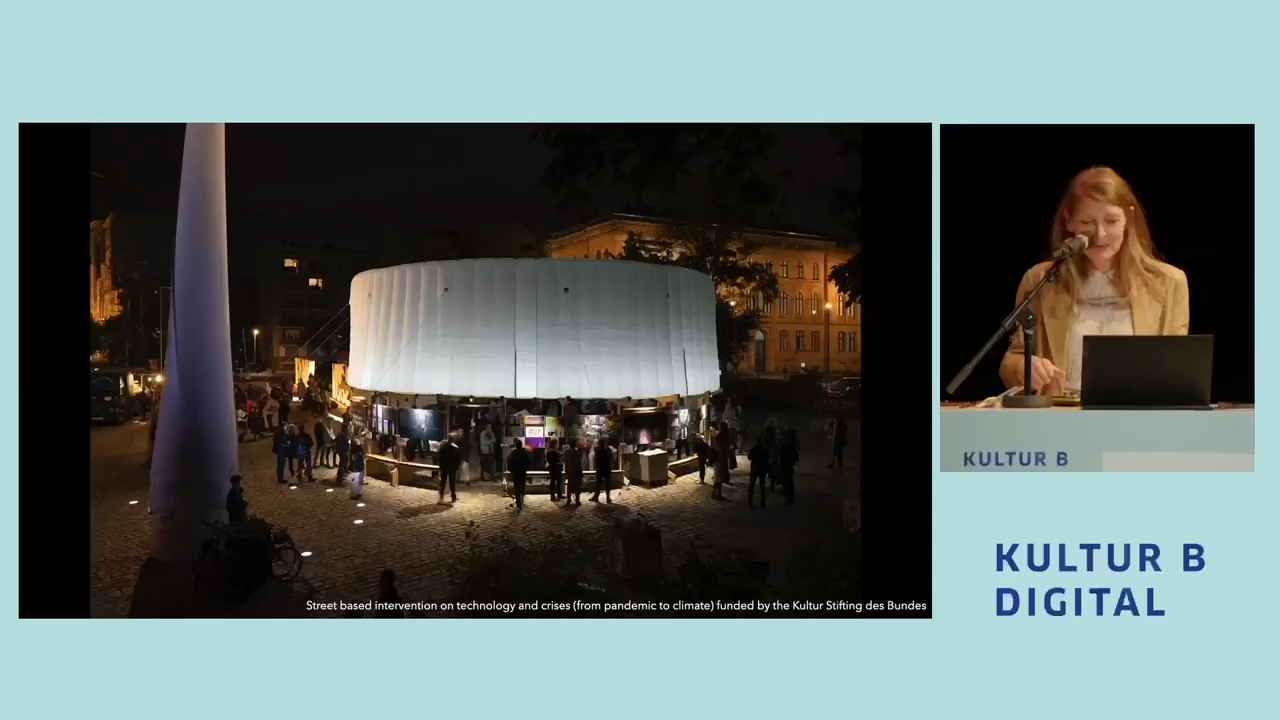 Street based intervention on technology and crises (from pandemic to climate) funded by the Kultur Stifting des Bundes
KULTUR B
KULTUR B
DIGITAL